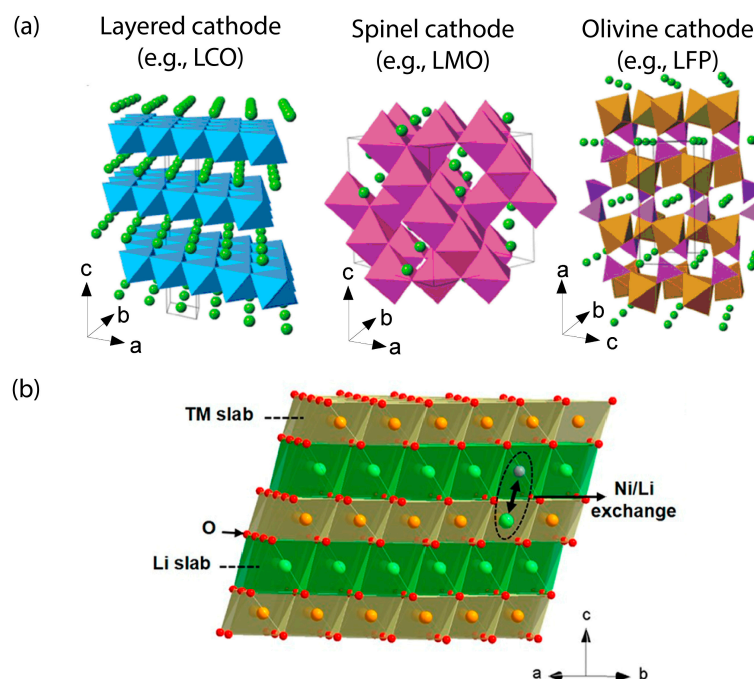 (a)
Layered cathode
(e.g., LCO)
Spinel cathode
(e.g., LMO)
Olivine cathode
(e.g., LFP)
c
b
a
c
b
a
a
b
c
(b)
TM slab
O
Li slab
Ni/Li
exchange
c
a
b